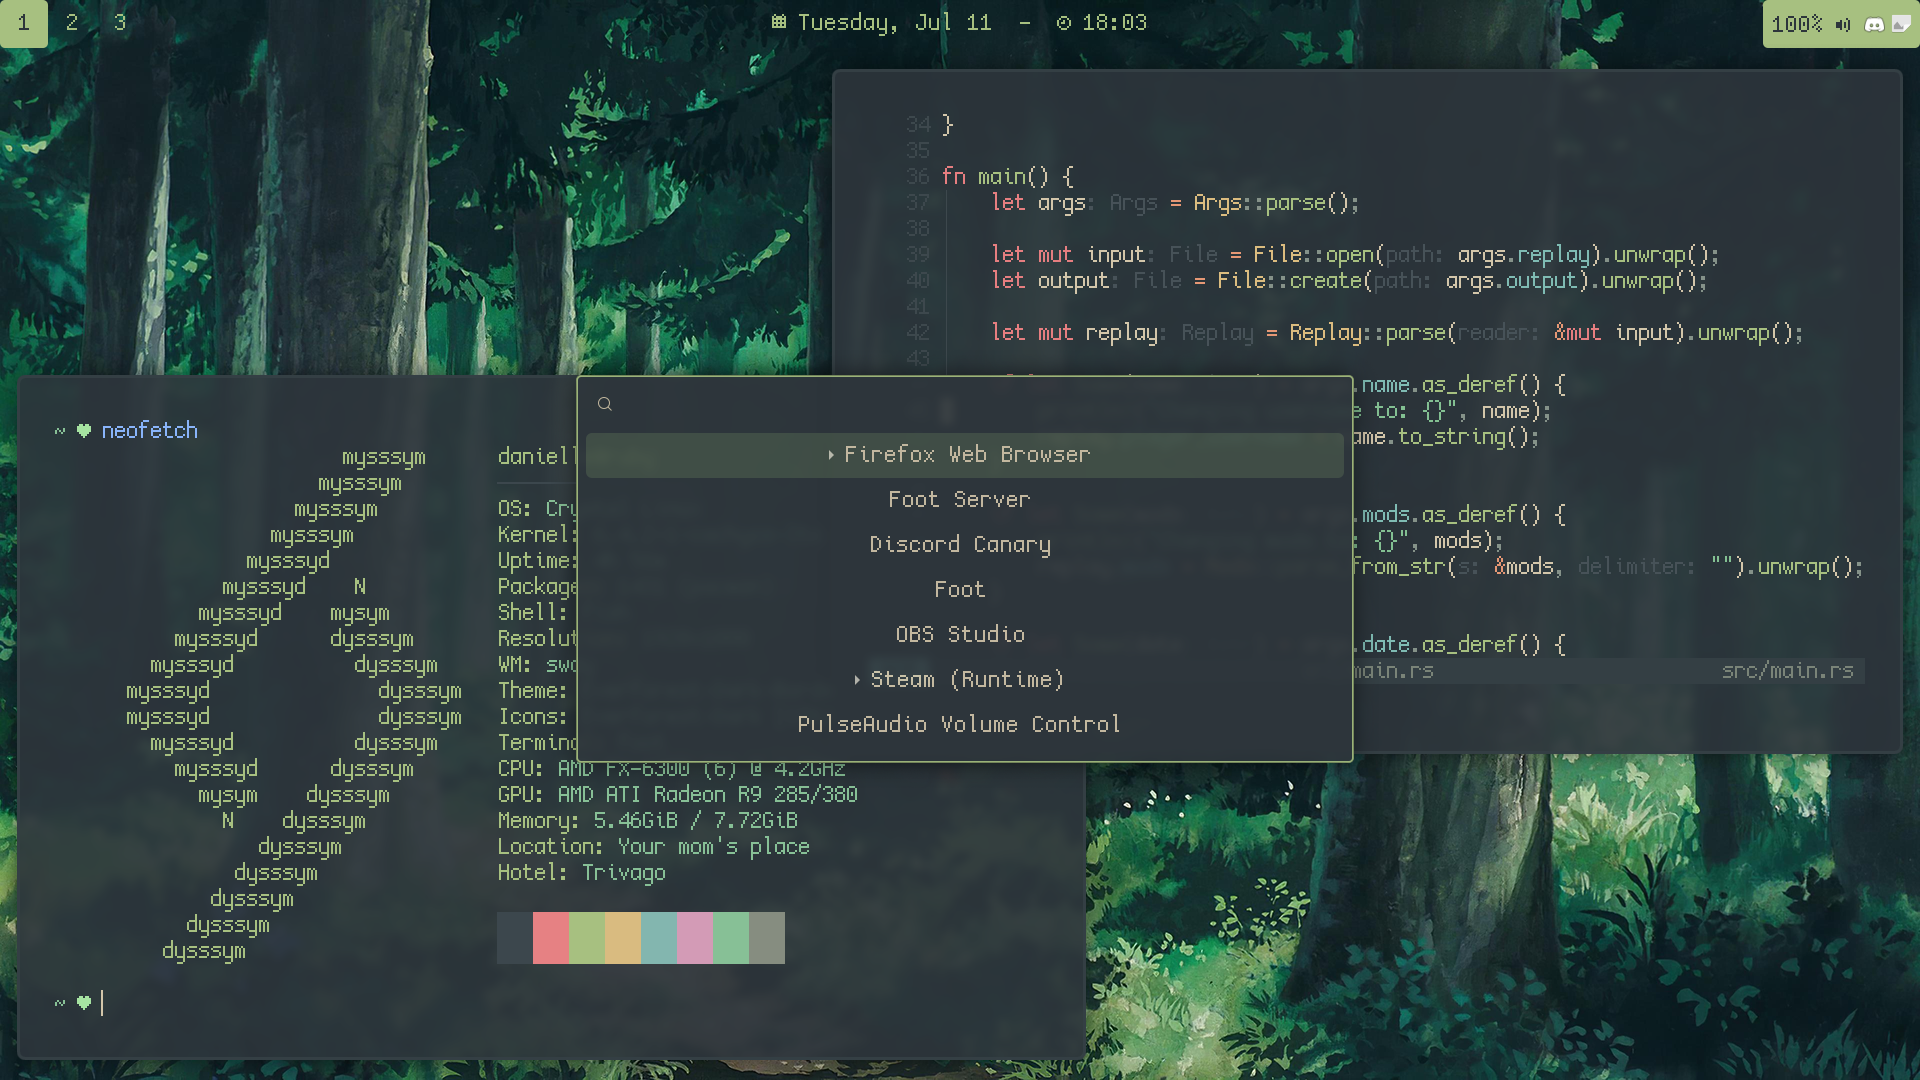 1 2 3
Tuesday, Jul 11 - 18:03
100%
34 }
35
36 fn main() {
37 let args: Args = Args::parse();
38
39 let mut input: File = File::open(path: args.replay).unwrap();
40 let output: File = File::create(path: args.output).unwrap();
41
42 let mut replay: Replay = Replay::parse(reader: &mut input).unwrap();
43
.name.as_deref() {
e to: {}", name);
ame.to_string();
.mods.as_deref() {
: {}", mods);
from_str(s: &mods, delimiter: "").unwrap();
.date.as_deref() {
main.rs src/main.rs
Firefox Web Browser
Foot Server
Discord Canary
Foot
OBS Studio
Steam (Runtime)
PulseAudio Volume Control
~ neofetch
mysssym
mysssym
mysssym
mysssym
mysssyd
mysssyd N
mysssyd mysym
mysssyd dysssym
mysssyd dysssym
mysssyd dysssym
mysssyd dysssym
mysssyd dysssym
mysssyd dysssym
mysym dysssym
N dysssym
dysssym
dysssym
dysssym
dysssym
dysssym
daniell
OS: Cry
Kernel:
Uptime:
Package
Shell:
Resolut
WM: swa
Theme:
Icons:
Termina
CPU: AMD FX-6300 (6) @ 4.2GHz
GPU: AMD ATI Radeon R9 285/380
Memory: 5.46GiB / 7.72GiB
Location: Your mom's place
Hotel: Trivago
~